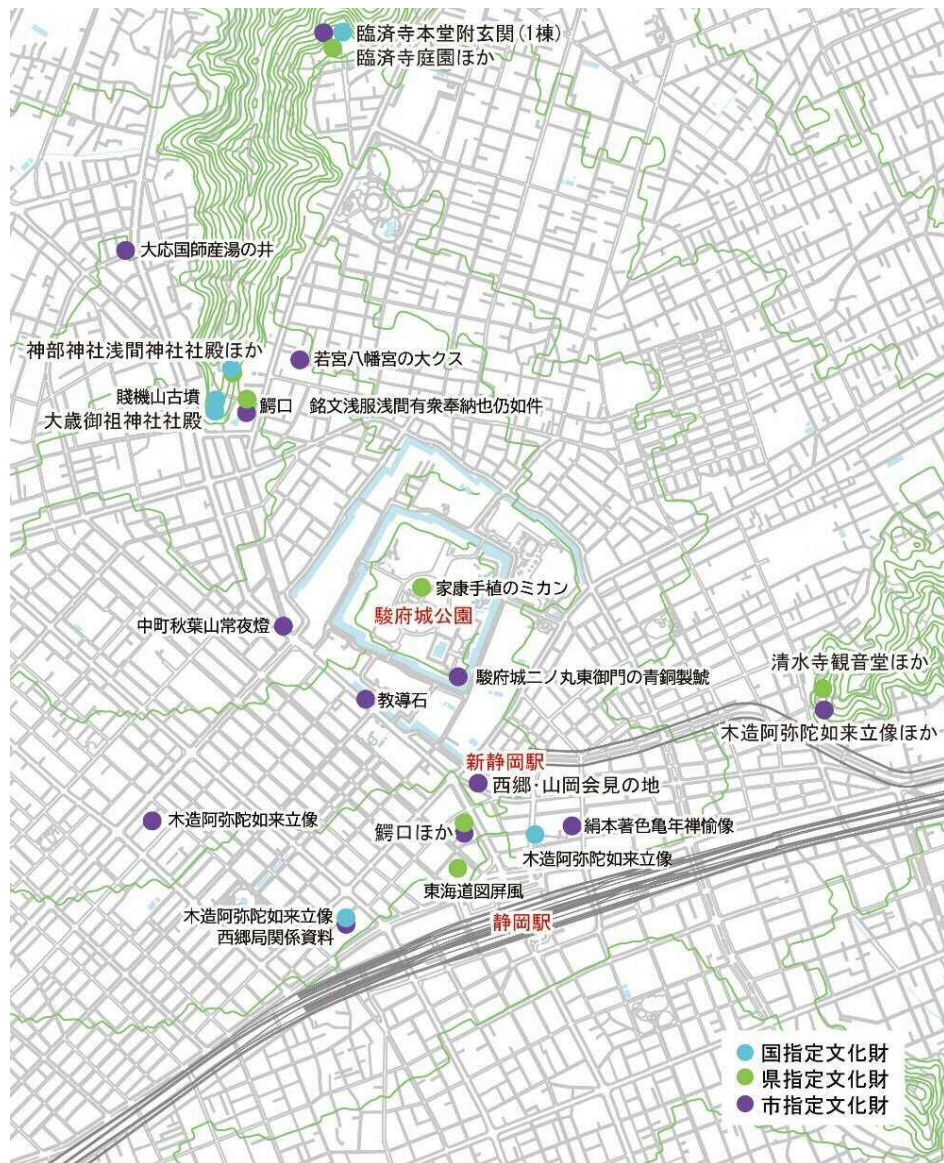 臨済寺本堂附玄関(1棟)
臨済寺庭園ほか
大応国師産湯の井
神部神社浅間神社社殿ほか
若宮八幡宮の大クス
賤機山古墳
鰐口　銘文浅服浅間有衆奉納也仍如件
大歳御祖神社社殿
家康手植のミカン
駿府城公園
中町秋葉山常夜燈
清水寺観音堂ほか
駿府城二ノ丸東御門の青銅製鯱
教導石
木造阿弥陀如来立像ほか
新静岡駅
西郷･山岡会見の地
木造阿弥陀如来立像
鰐口ほか
絹本著色亀年禅愉像
木造阿弥陀如来立像
東海道図屏風
木造阿弥陀如来立像
西郷局関係資料
静岡駅
国指定文化財
県指定文化財
市指定文化財